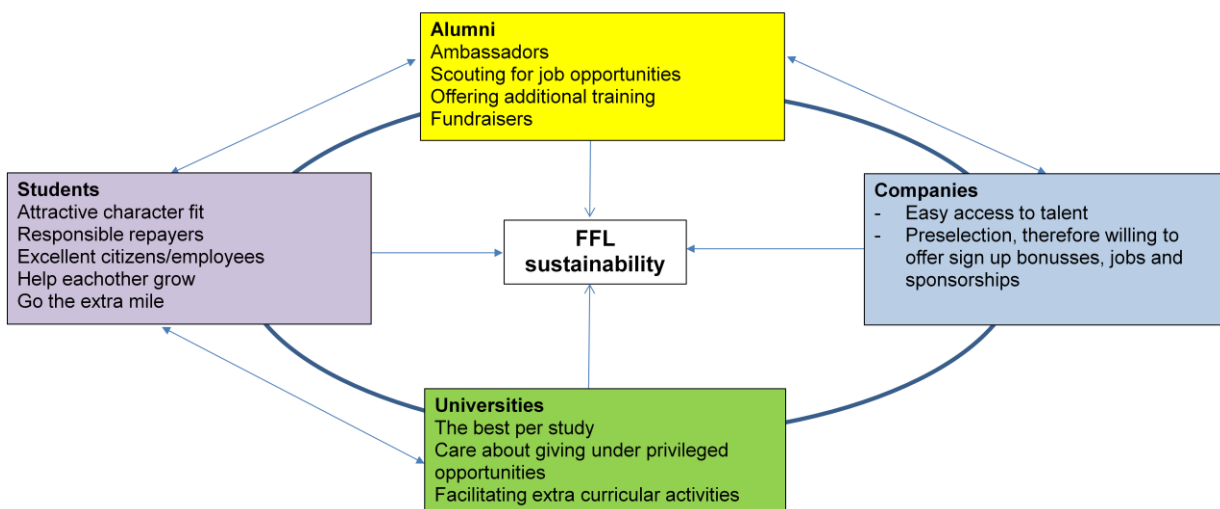 Alumni
Ambassadors
Scouting for job opportunities
Offering additional training
Fundraisers
Students
Attractive character fit
Responsible repayers
Excellent citizens/employees
Help eachother grow
Go the extra mile
FFL
sustainability
Companies
- Easy access to talent
- Preselection, therefore willing to
offer sign up bonusses, jobs and
sponsorships
Universities
The best per study
Care about giving under privileged
opportunities
Facilitating extra curricular activities